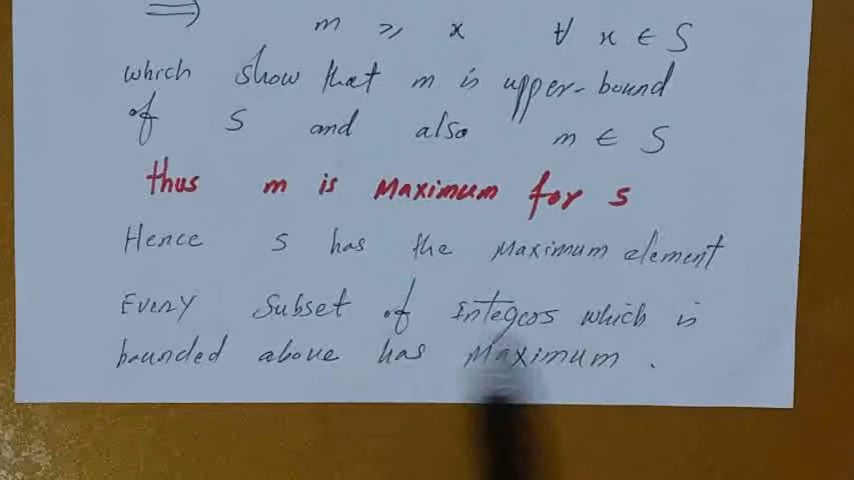 ⟹ m ⩾ x ∀ x ∈ S
which show that m is upper-bound
of S and also m ∈ S
thus m is Maximum for S
Hence S has the Maximum element
Every Subset of Integers which is
bounded above has Maximum.